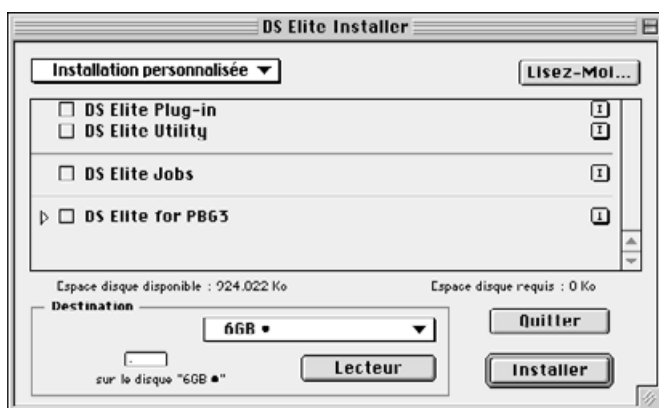 DS Elite Installer
Installation personnalisée
Lisez-Moi...
DS Elite Plug-in
DS Elite Utility
DS Elite Jobs
DS Elite for PBG3
Espace disque disponible : 924.022 Ko
Espace disque requis : 0 Ko
Destination
6GB •
Quitter
sur le disque "6GB •"
Lecteur
Installer